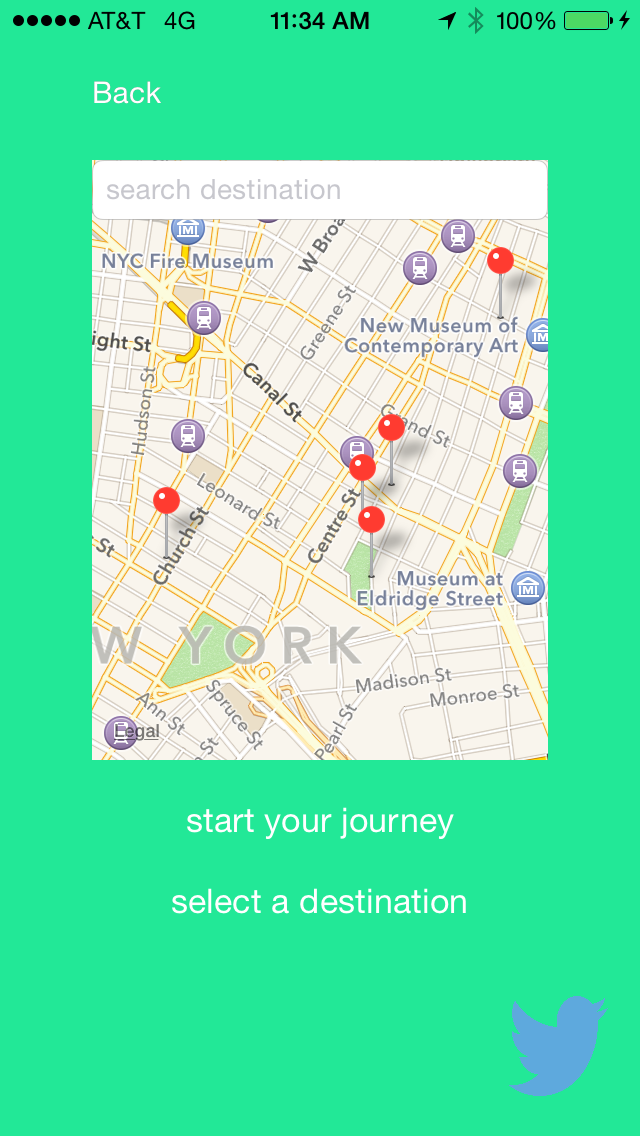 AT&T 4G 11:34 AM 100%
Back
search destination
W Broa
NYC Fire Museum
Greene St
New Museum of
Contemporary Art
ight St
Canal St
Hudson St
Grand St
Leonard St
Centre St
Church St
s St
Museum at
Eldridge Street
W YORK
Madison St
Monroe St
Ann St
Spruce St
Pearl St
Legal
s St
start your journey
select a destination